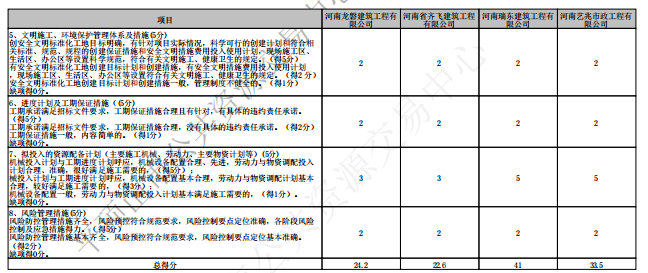 项目 河南龙磐建筑工程有限公司 河南省齐飞建筑工程有限公司 河南瑞东建筑工程有限公司 河南艺兆市政工程有限公司
5、文明施工、环境保护管理体系及措施(5分)
创安全文明标准化工地目标明确，有针对项目实际情况，科学可行的创建计划和符合相
关标准、规范、规程的创建保证措施和安全文明措施费用投入使用计划，现场施工区、
生活区、办公区等设置科学规范，符合有关文明施工、健康卫生的规定。（得5分）
有安全文明标准化工地创建目标计划和创建措施，有安全文明措施费用投入使用计划
，现场施工区、生活区、办公区等设置符合有关文明施工、健康卫生的规定。（得2分）
安全文明标准化工地创建目标计划和创建措施一般，管理制度不健全的。（得1分）
缺项得0分。
2 2 2 2
6、进度计划及工期保证措施（5分）
工期承诺满足招标文件要求，工期保证措施合理且有针对，有具体的违约责任承诺。
（得5分）
工期承诺满足招标文件要求，工期保证措施合理，没有具体的违约责任承诺。（得2分）
工期保证措施一般，内容简单的。（得1分）
缺项得0分。
2 2 2 2
7、拟投入的资源配备计划（主要施工机械、劳动力、主要物资计划等）(5分)
机械投入计划与工期进度计划呼应，机械设备配置合理、先进，劳动力与物资调配投入
计划合理、准确，很好满足施工需要的，（得5分）；
械投入计划与工期进度计划呼应，机械设备配置基本合理，劳动力与物资调配计划基本
合理，较好满足施工需要的，（得3分）；
机械设备配置一般，劳动力与物资调配投入计划基本满足施工需要的，（得1分）。
缺项得0分。
3 3 5 5
8、风险管理措施(5分)
风险防控管理措施齐全，风险预控符合规范要求，风险控制要点定位准确，各阶段风险
控制及应急措施得力。（得5分）
风险防控管理措施基本齐全，风险预控符合规范要求，风险控制要点定位基本准确。
（得2分）
缺项得0分。
2 2 2 2
总得分 24.2 22.6 41 33.5